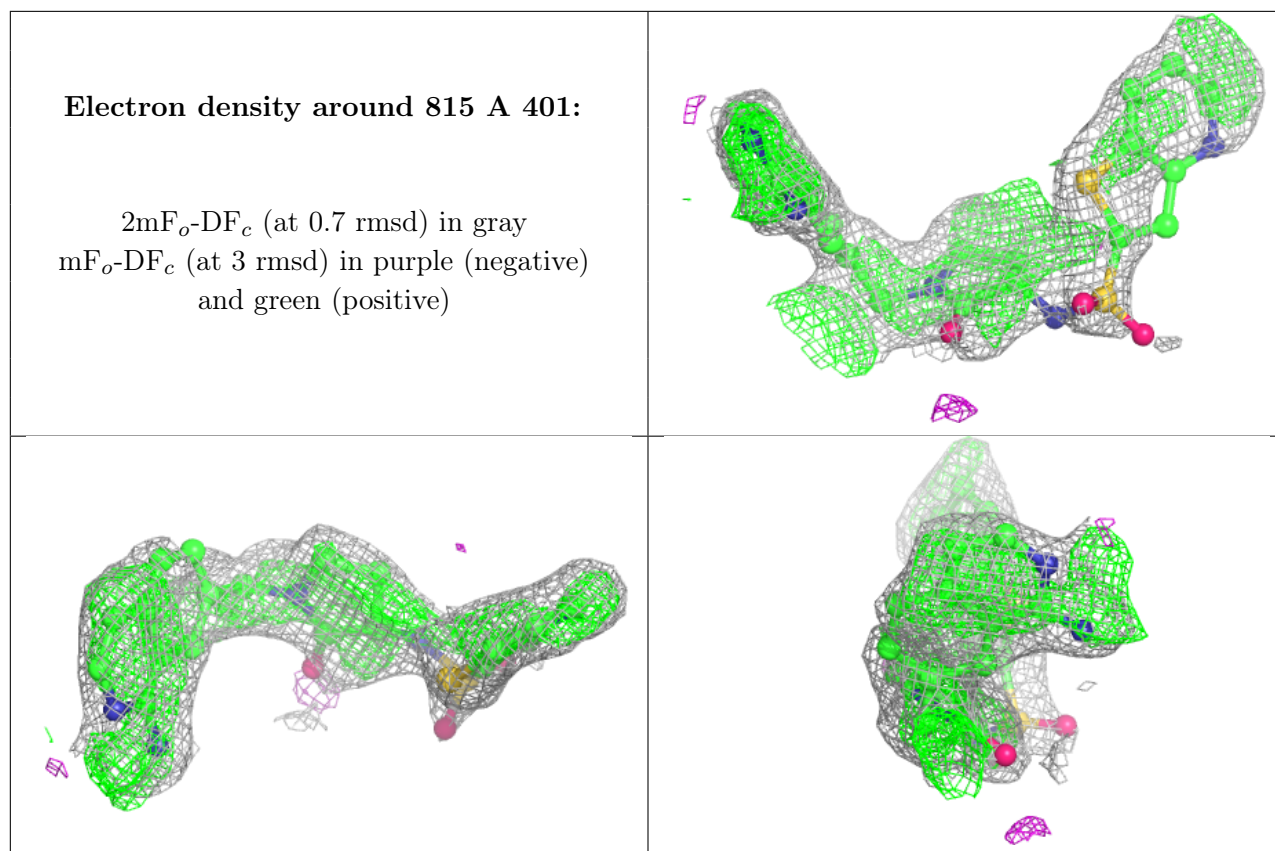 Electron density around 815 A 401:
2mFo-DFc (at 0.7 rmsd) in gray
mFo-DFc (at 3 rmsd) in purple (negative)
and green (positive)